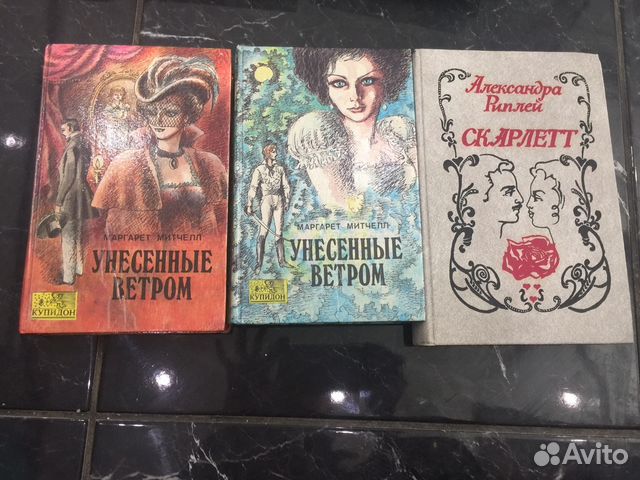 МАРГАРЕТ МИТЧЕЛЛ
УНЕСЕННЫЕ
ВЕТРОМ
КУПИДОН
МАРГАРЕТ МИТЧЕЛЛ
УНЕСЕННЫЕ
ВЕТРОМ
КУПИДОН
Александра
Риплей
СКАРЛЕТТ
Avito